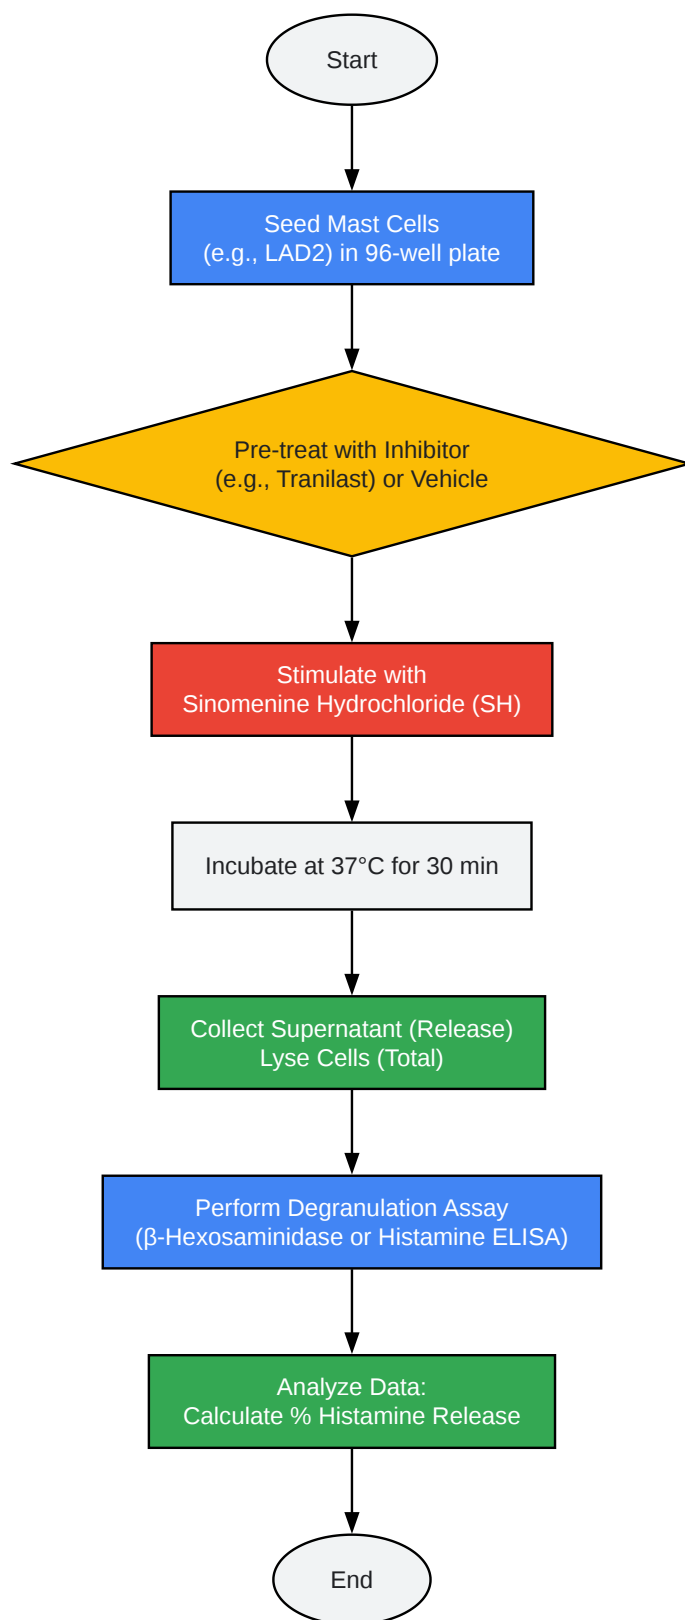 Start
Seed Mast Cells
(e.g., LAD2) in 96-well plate
Pre-treat with Inhibitor
(e.g., Tranilast) or Vehicle
Stimulate with
Sinomenine Hydrochloride (SH)
Incubate at 37°C for 30 min
Collect Supernatant (Release)
Lyse Cells (Total)
Perform Degranulation Assay
(β-Hexosaminidase or Histamine ELISA)
Analyze Data:
Calculate % Histamine Release
End